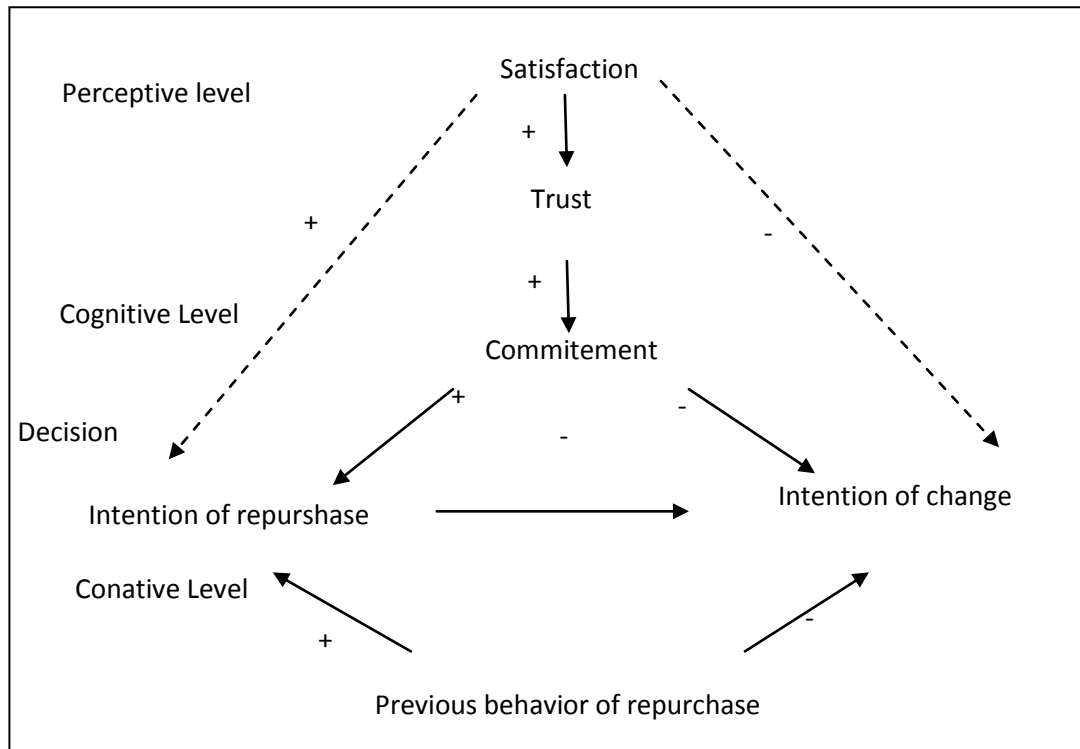 Satisfaction
Perceptive level
+
Trust
+
-
+
Cognitive Level
Commitement
+
-
Decision
-
Intention of change
Intention of repurshase
Conative Level
-
+
Previous behavior of repurchase